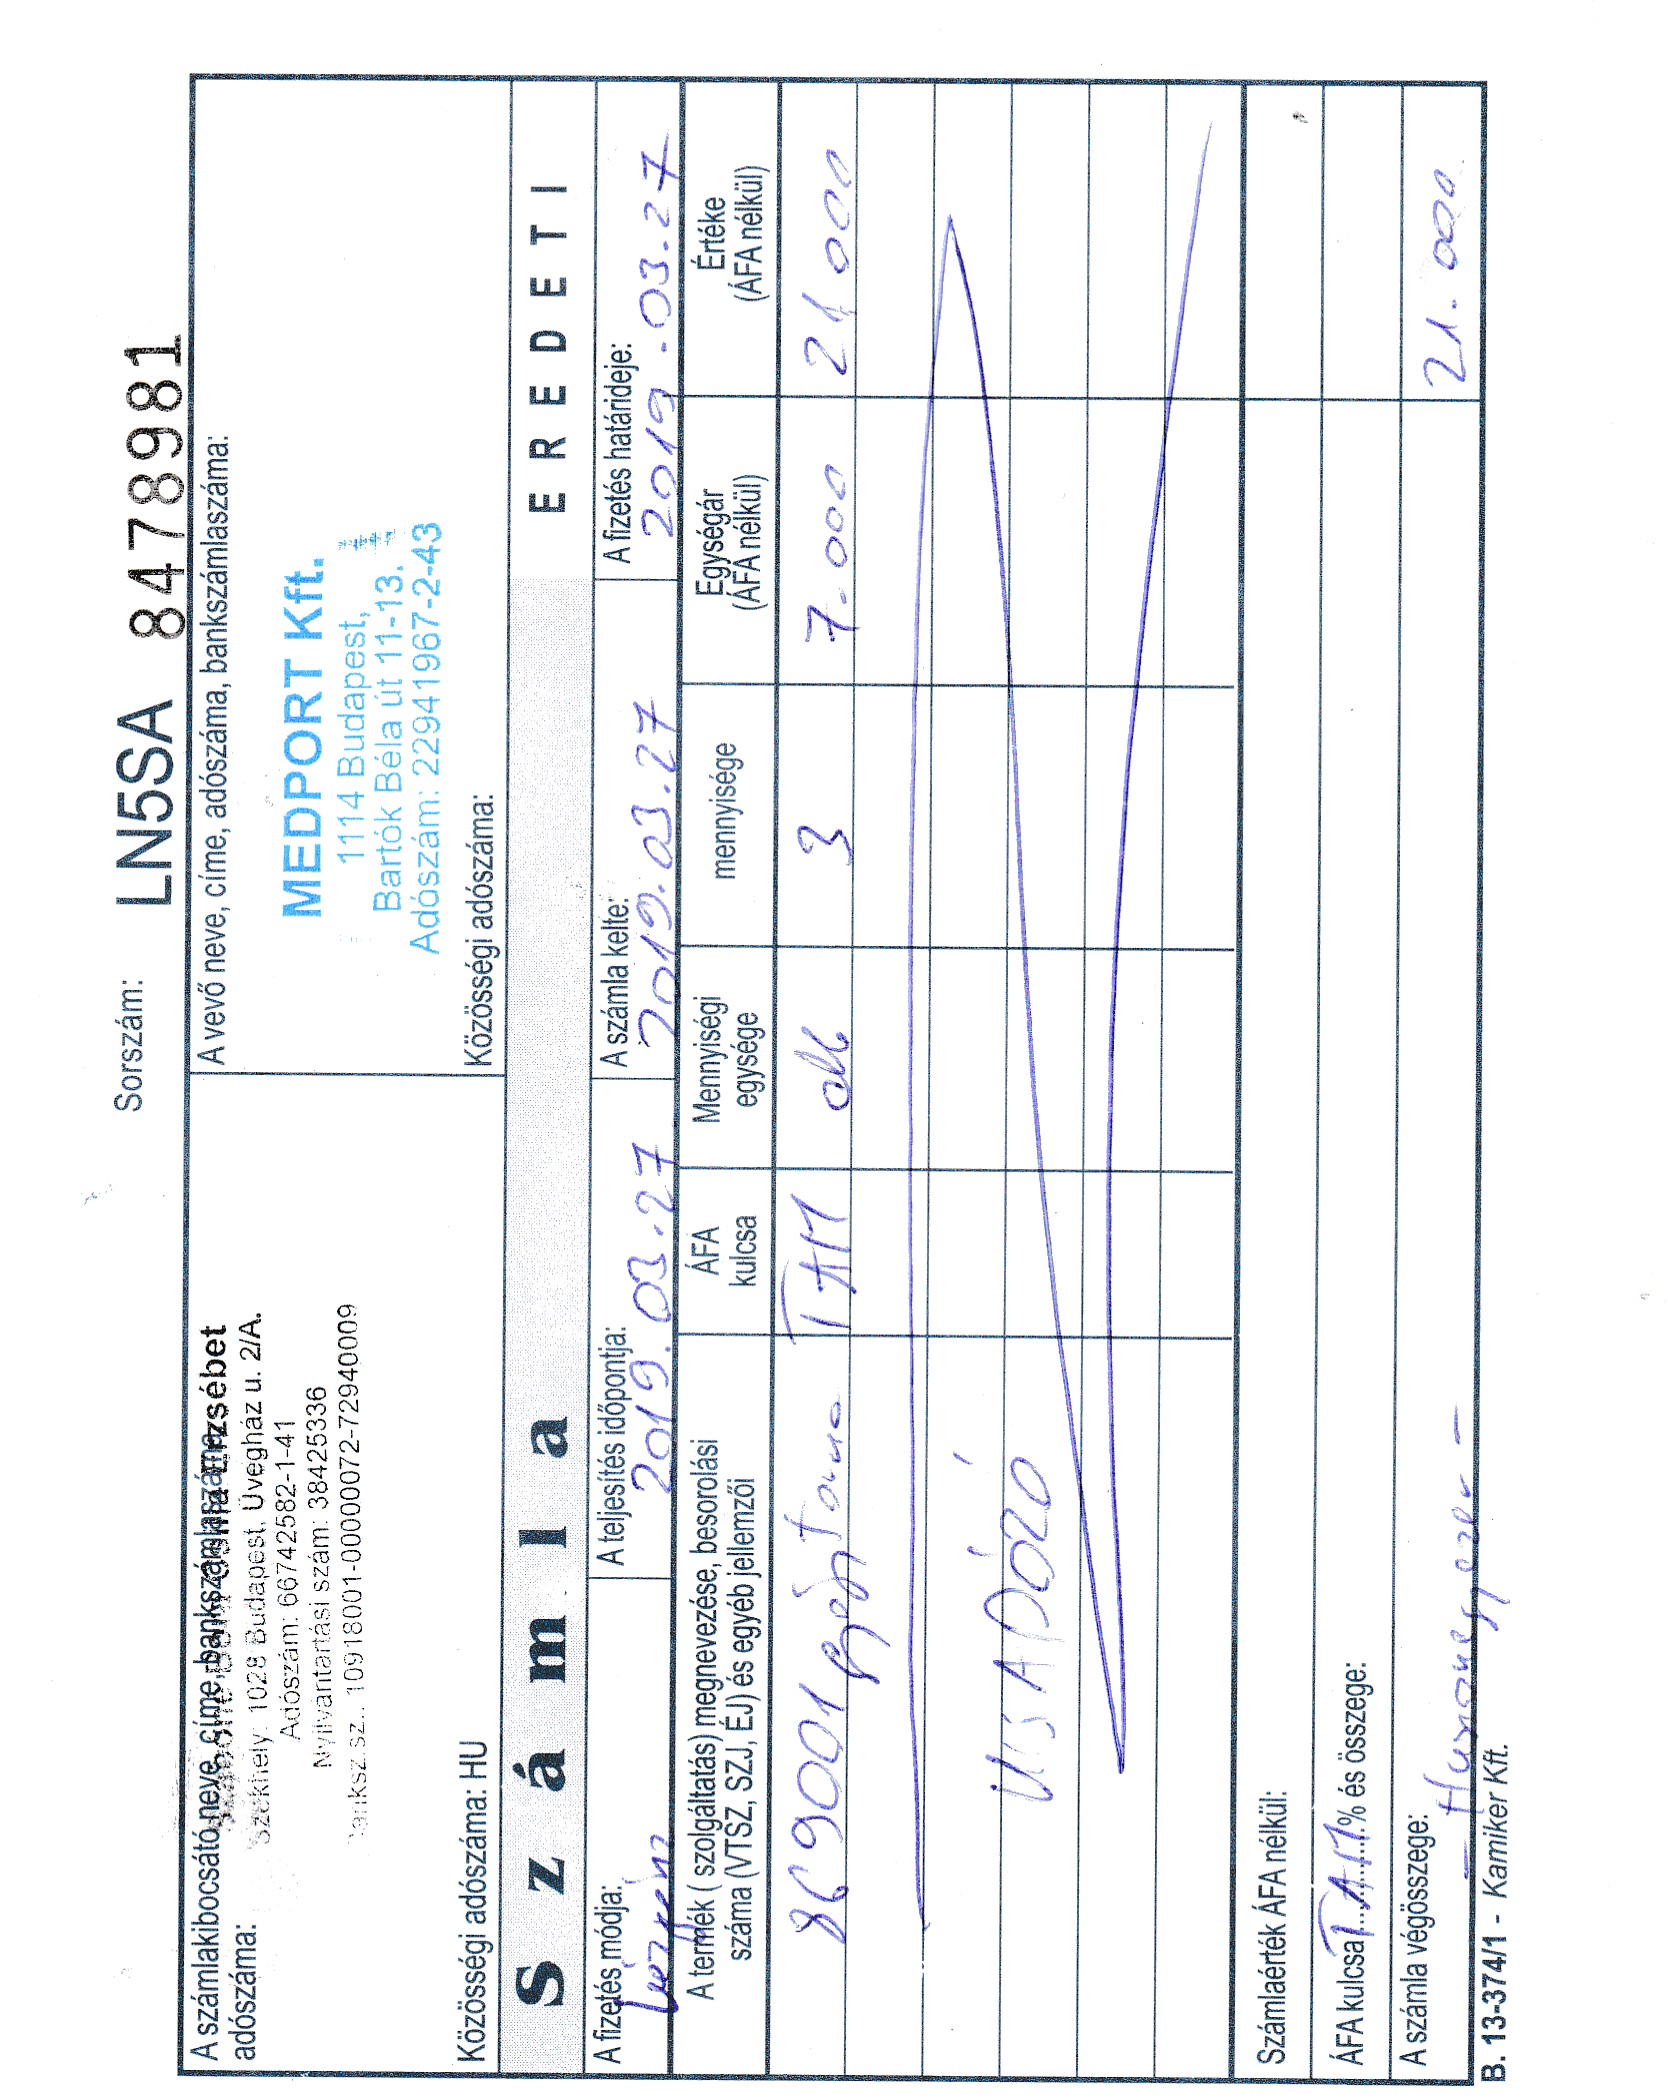 Sorszám: LN5SA 8478981
A számlakibocsátó neve, címe, bankszámlaszáma,
adószáma:
Erzsébet
Székhely: 1028 Budapest, Üvegház u. 2/A.
Adószám: 66742582-1-41
Nyilvántartási szám: 38425336
Banksz.sz.: 10918001-00000072-72940009
Közösségi adószáma: HU
A vevő neve, címe, adószáma, bankszámlaszáma:
MEDPORT Kft.
1114 Budapest,
Bartók Béla út 11-13.
Adószám: 22941967-2-43
Közösségi adószáma:
Számla
EREDETI
A fizetés módja:
A teljesítés időpontja:
2019.03.27
A számla kelte:
2019.03.27
A fizetés határideje:
2019.03.27
A termék ( szolgáltatás) megnevezése, besorolási
száma (VTSZ, SZJ, ÉJ) és egyéb jellemzői
ÁFA
kulcsa
Mennyiségi
egysége
mennyisége
Egységár
(ÁFA nélkül)
Értéke
(ÁFA nélkül)
869001 gyógytorna TAM db 3 7.000 21 000
KISADÓZÓ
Számlaérték ÁFA nélkül:
ÁFA kulcsa TAM % és összege:
A számla végösszege: 21.000
- Huszonegyezer -
B. 13-374/1 - Kamiker Kft.